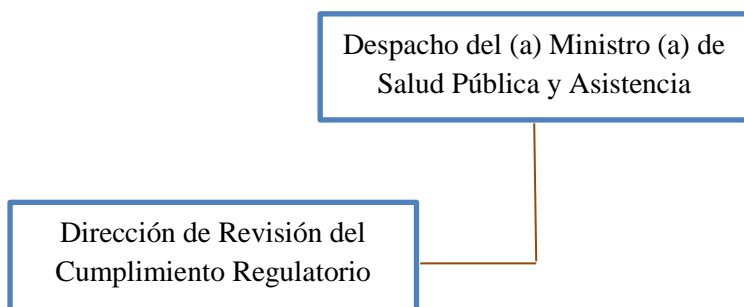 Despacho del (a) Ministro (a) de
Salud Pública y Asistencia
Dirección de Revisión del
Cumplimiento Regulatorio